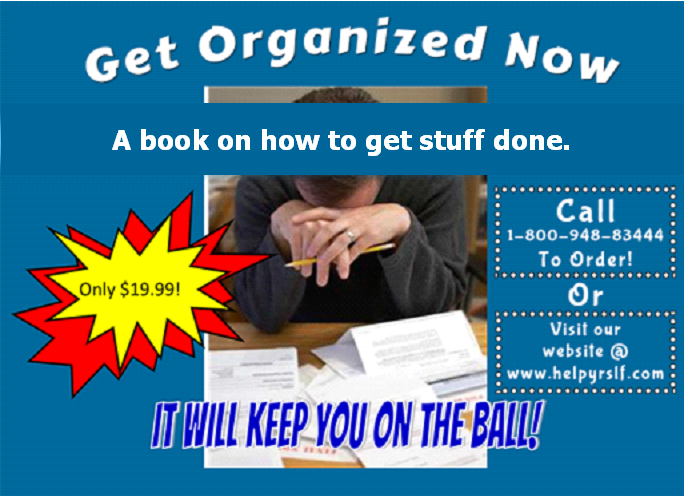 Get Organized Now
A book on how to get stuff done.
Only $19.99!
Call
1-800-948-83444
To Order!
Or
Visit our
website @
www.helpyrslf.com
IT WILL KEEP YOU ON THE BALL!